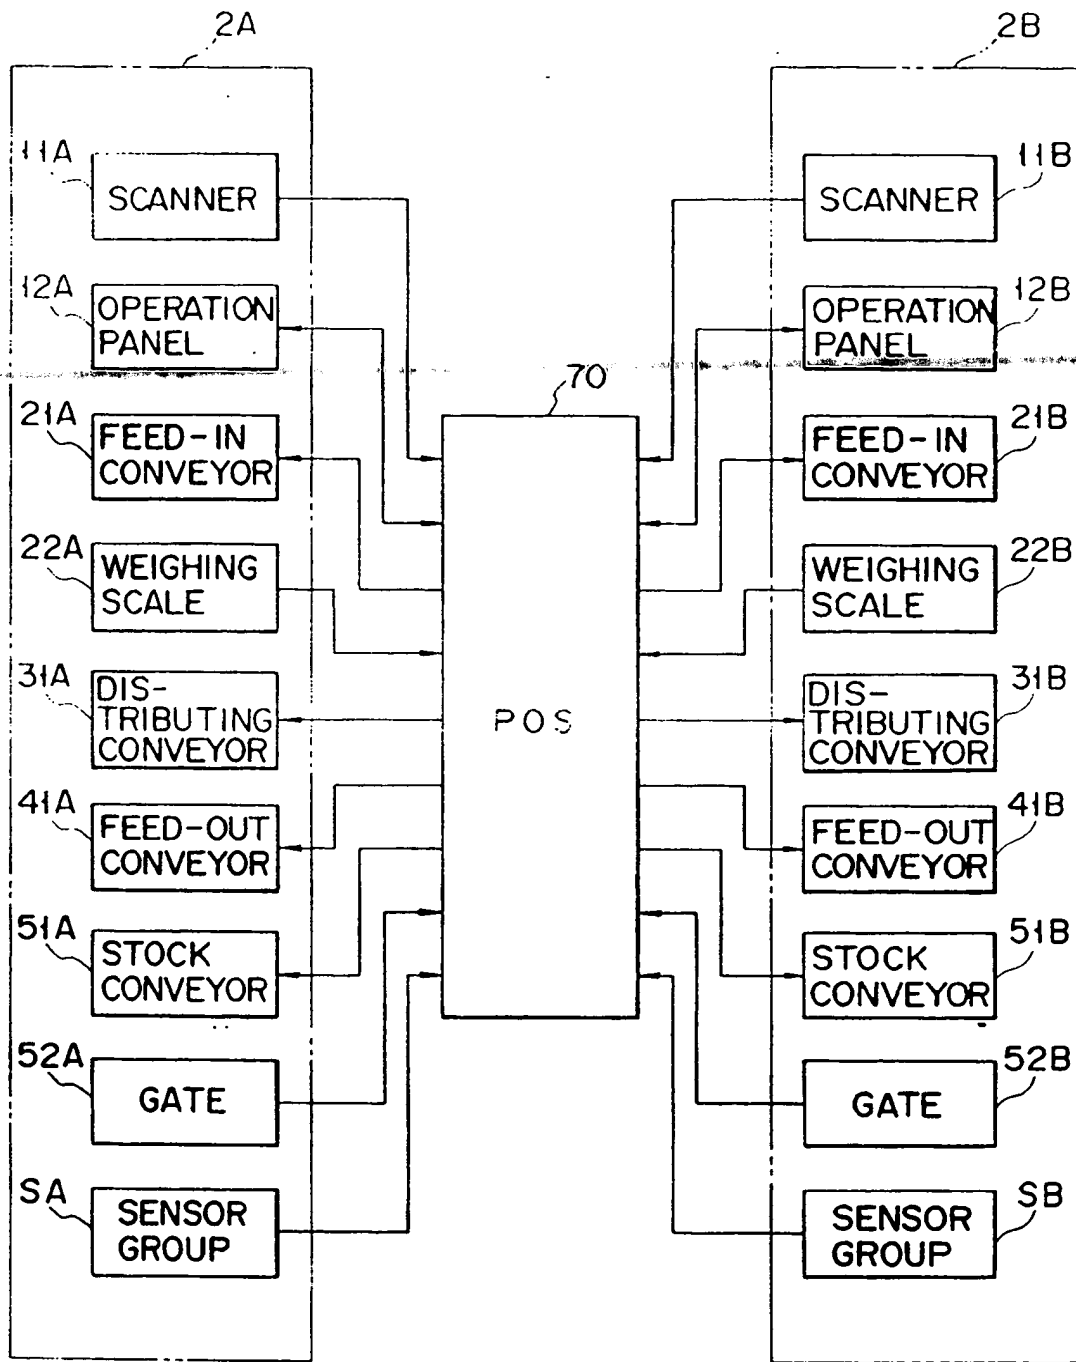 2A
11A
SCANNER
12A
OPERATION
PANEL
21A
FEED-IN
CONVEYOR
22A
WEIGHING
SCALE
31A
DIS-
TRIBUTING
CONVEYOR
41A
FEED-OUT
CONVEYOR
51A
STOCK
CONVEYOR
52A
GATE
SA
SENSOR
GROUP
70
POS
2B
11B
SCANNER
12B
OPERATION
PANEL
21B
FEED-IN
CONVEYOR
22B
WEIGHING
SCALE
31B
DIS-
TRIBUTING
CONVEYOR
41B
FEED-OUT
CONVEYOR
51B
STOCK
CONVEYOR
52B
GATE
SB
SENSOR
GROUP